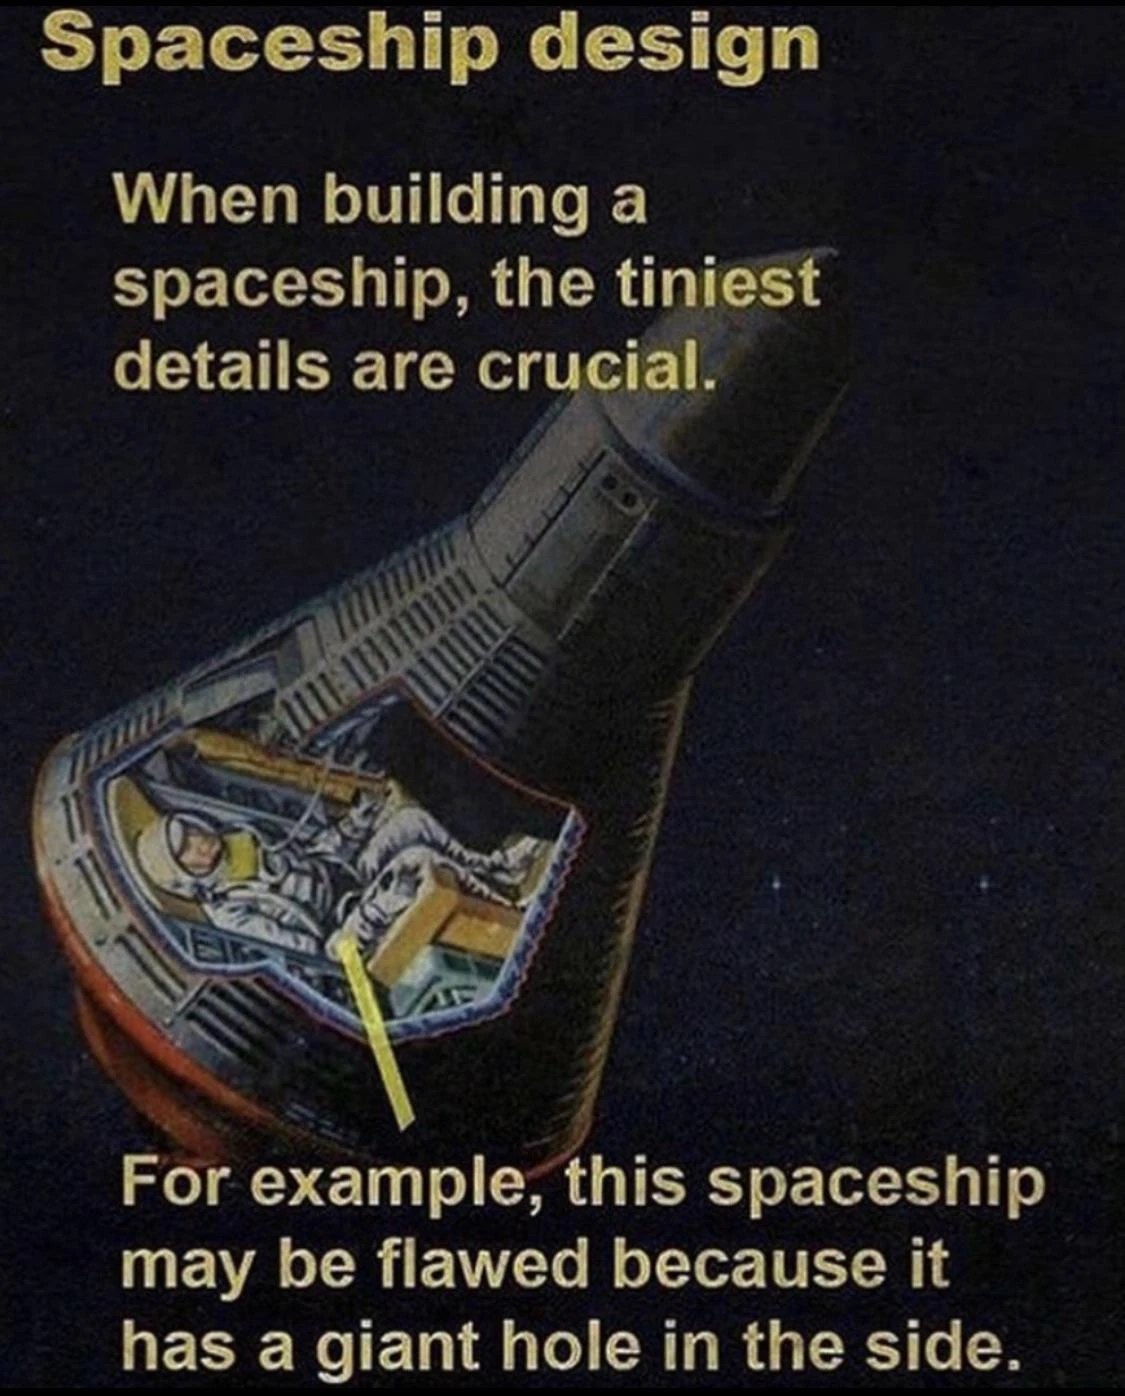 Spaceship design
When building a
spaceship, the tiniest
details are crucial.
For example, this spaceship
may be flawed because it
has a giant hole in the side.